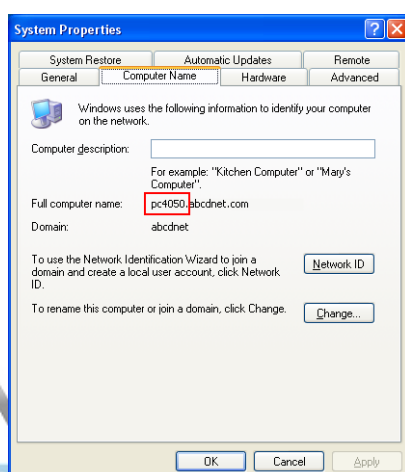 System Properties
System Restore Automatic Updates Remote
General Computer Name Hardware Advanced
Windows uses the following information to identify your computer
on the network.
Computer description:
For example: "Kitchen Computer" or "Mary's
Computer".
Full computer name: pc4050.abcdnet.com
Domain: abcdnet
To use the Network Identification Wizard to join a
domain and create a local user account, click Network
ID.
Network ID
To rename this computer or join a domain, click Change.
Change...
OK Cancel Apply